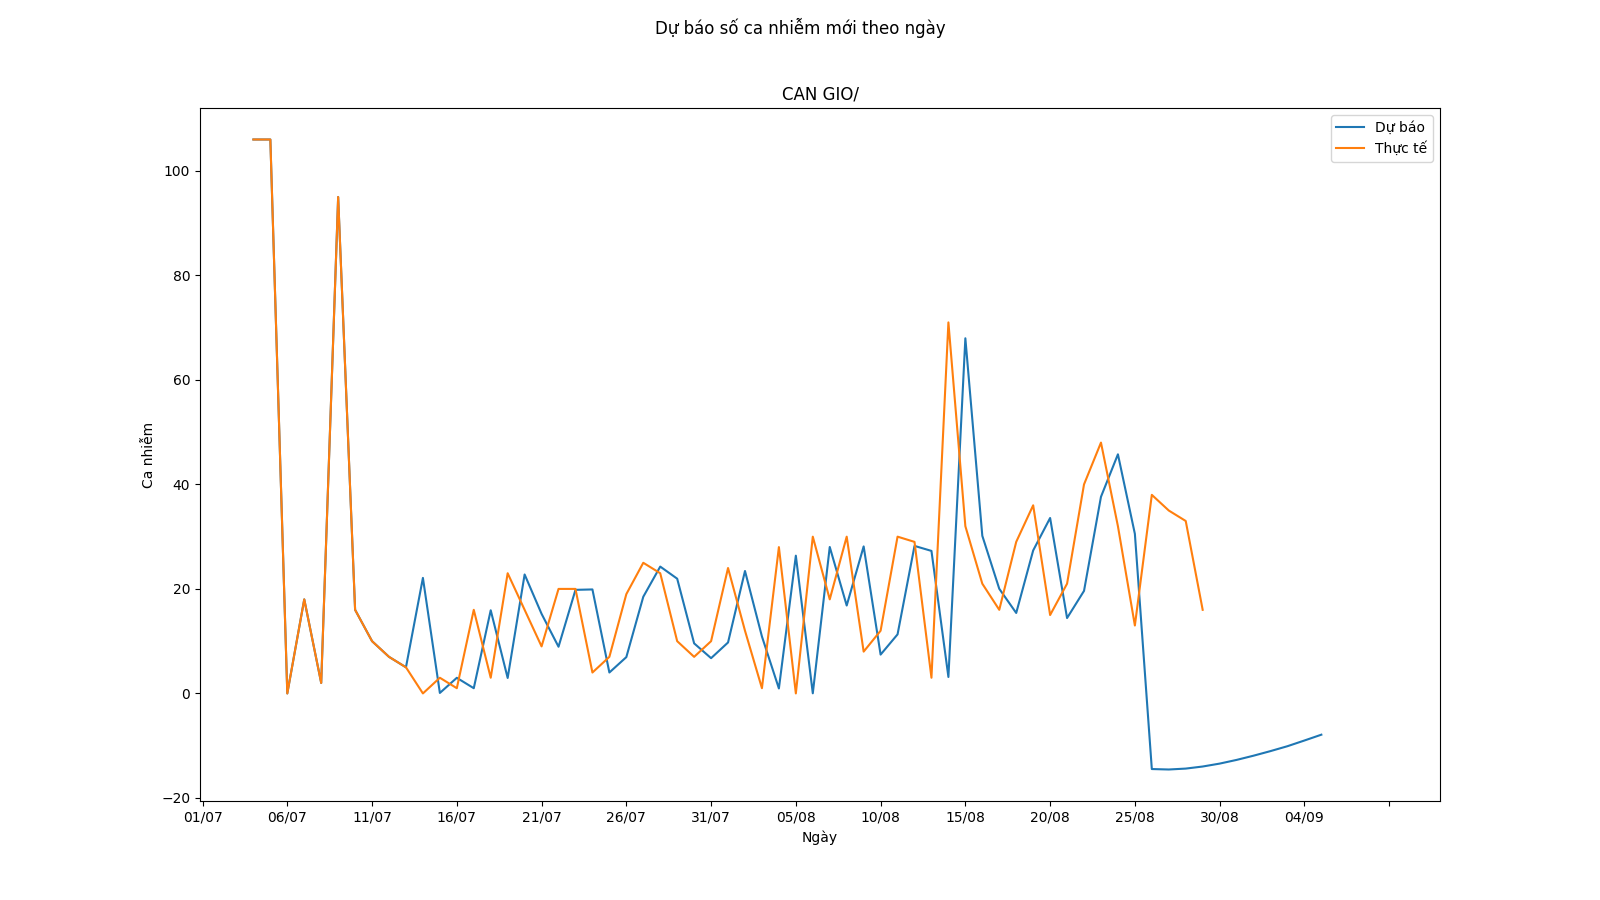 Dự báo số ca nhiễm mới theo ngày
CAN GIO/
Dự báo
Thực tế
100
80
60
40
20
0
−20
Ca nhiễm
01/07 06/07 11/07 16/07 21/07 26/07 31/07 05/08 10/08 15/08 20/08 25/08 30/08 04/09
Ngày